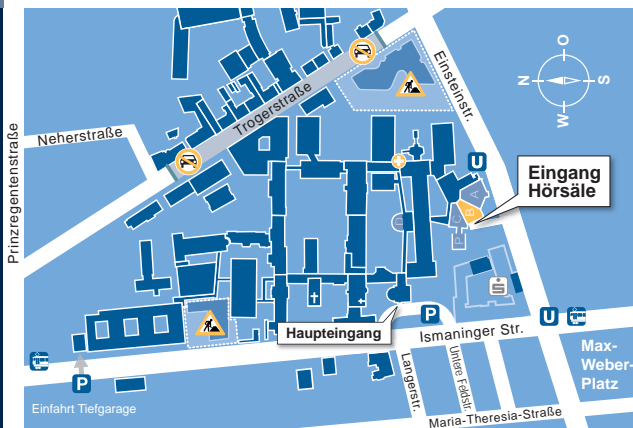 O
N
S
W
Einsteinstr.
Trogerstraße
Neherstraße
Prinzregentenstraße
U
Eingang
Hörsäle
A
B
C
P
D
S
P
Haupteingang
Ismaninger Str.
U
Max-
Weber-
Platz
Langerstr.
Untere Feldstr.
P
Einfahrt Tiefgarage
Maria-Theresia-Straße